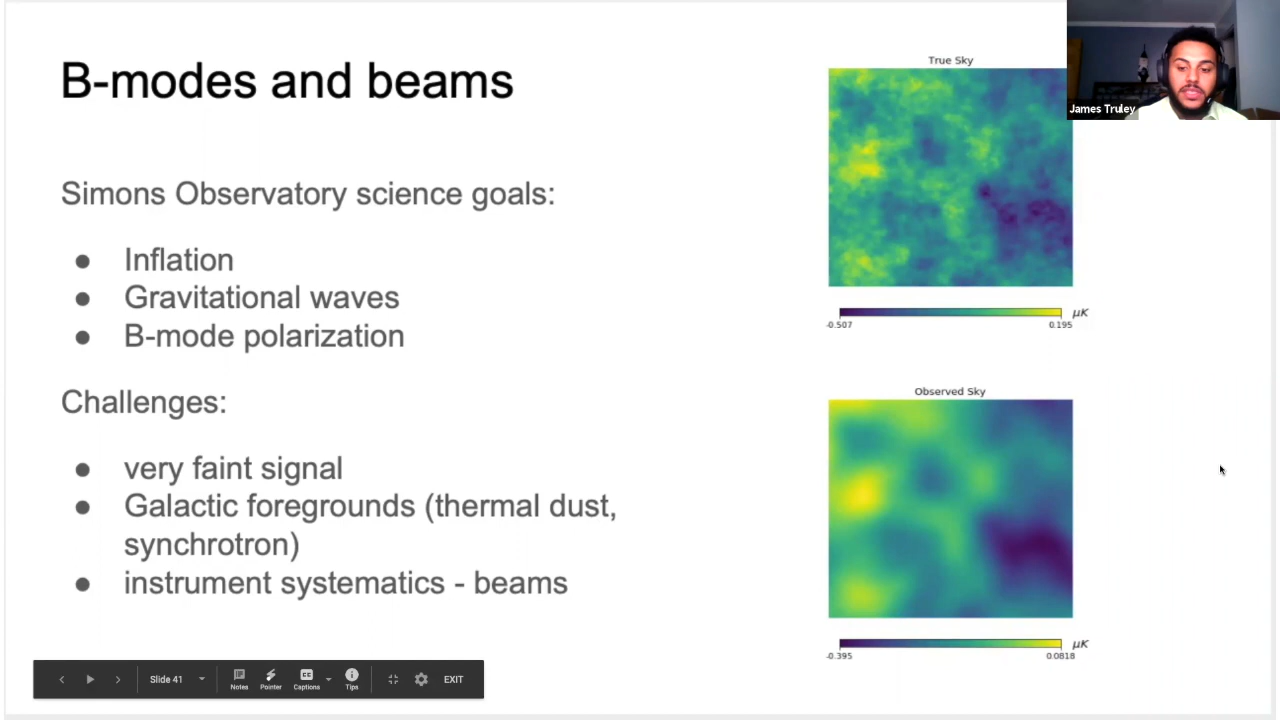 B-modes and beams
Simons Observatory science goals:
● Inflation
● Gravitational waves
● B-mode polarization
Challenges:
● very faint signal
● Galactic foregrounds (thermal dust,
synchrotron)
● instrument systematics - beams
True Sky
-0.507 0.195 μK
Observed Sky
-0.395 0.0818 μK
James Truley
Slide 41
Notes
Pointer
CC
Captions
Tips
EXIT